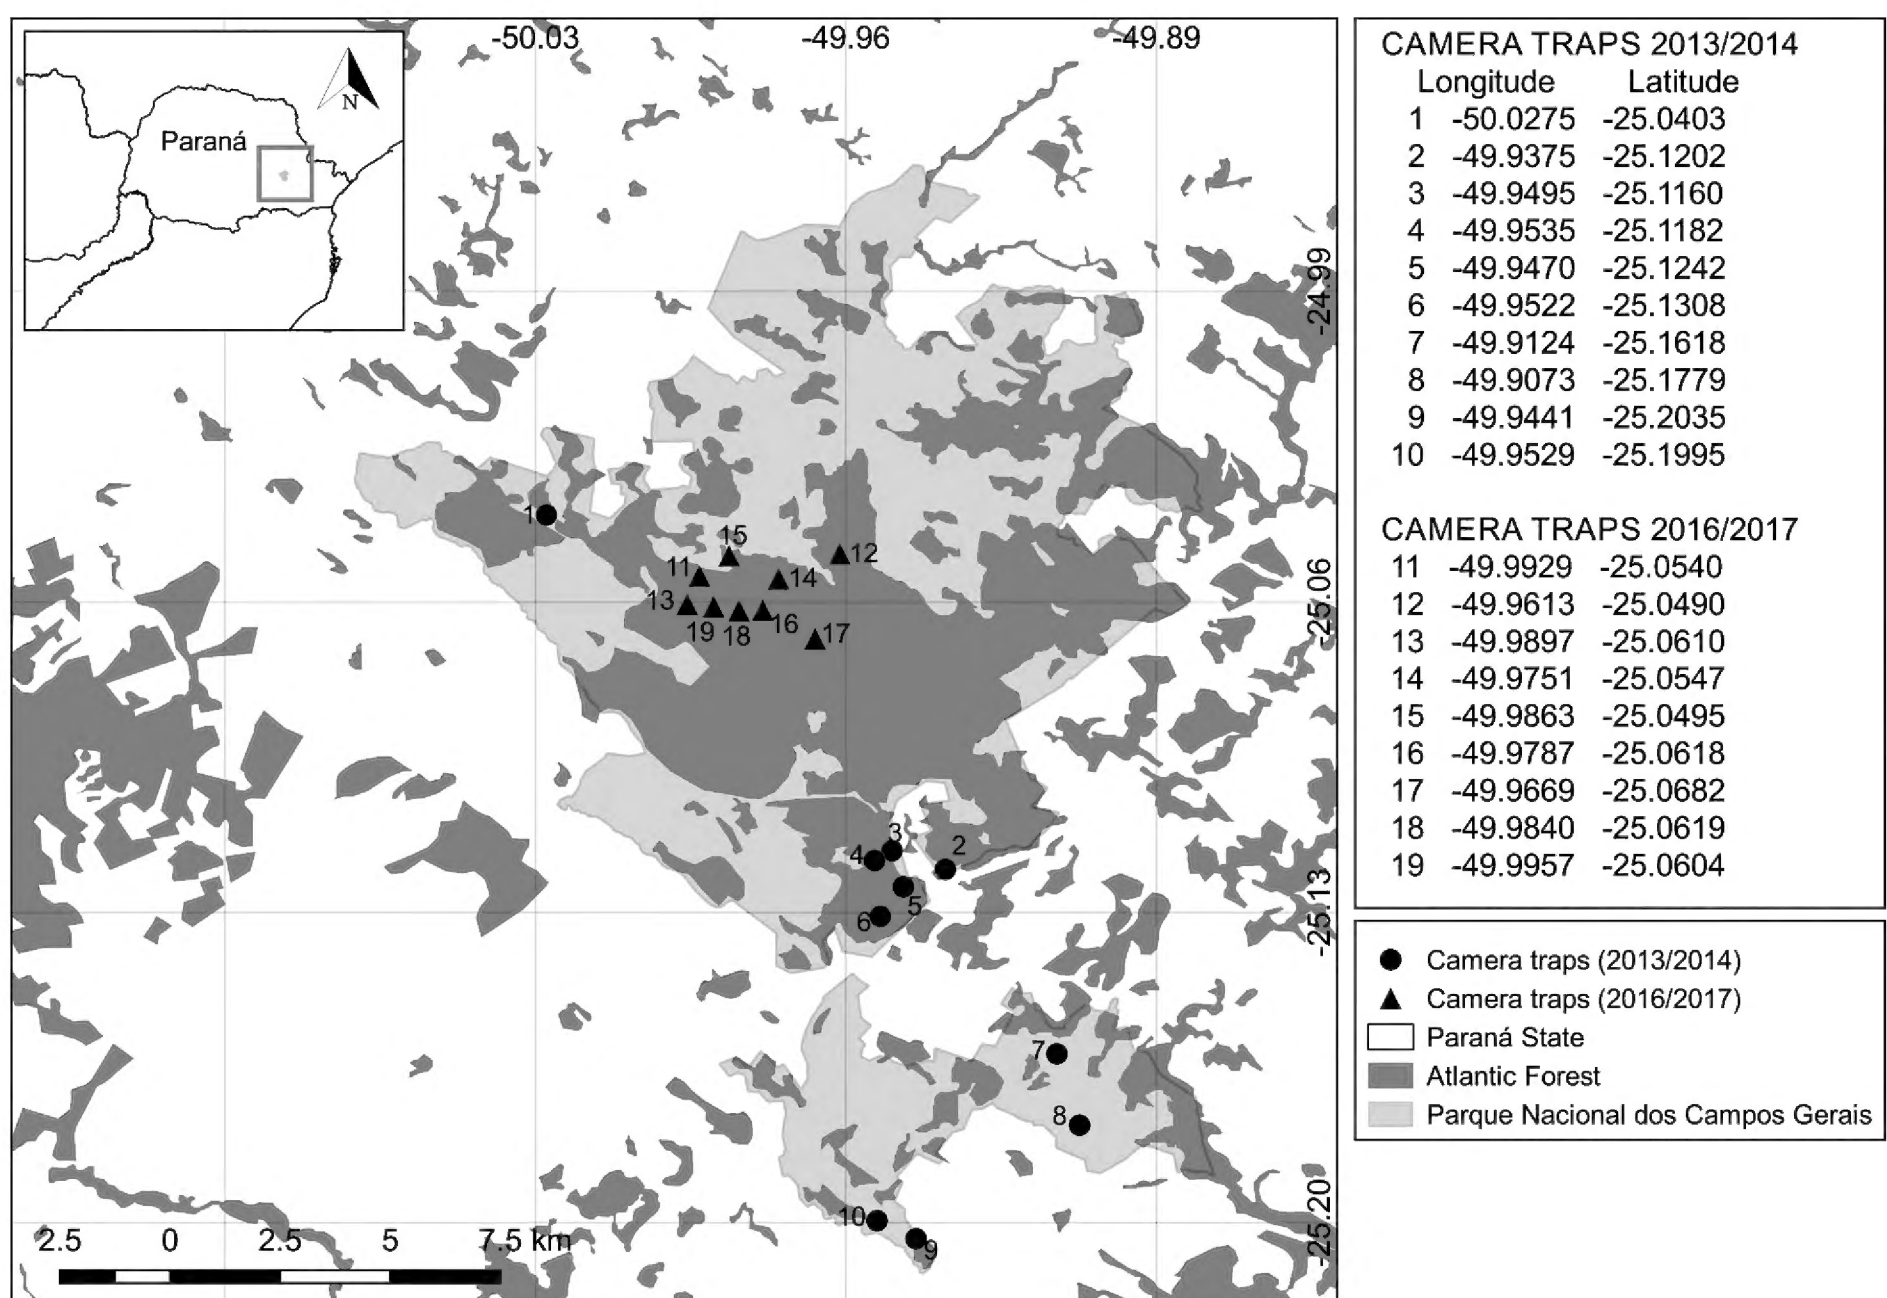 -50.03 -49.96 -49.89
N
Paraná
-24.99
-25.06
-25.13
-25.20
1
15
12
11
14
13
19
18
16
17
3
4
2
5
6
7
8
10
9
2.5 0 2.5 5 7.5 km
CAMERA TRAPS 2013/2014
Longitude Latitude
1 -50.0275 -25.0403
2 -49.9375 -25.1202
3 -49.9495 -25.1160
4 -49.9535 -25.1182
5 -49.9470 -25.1242
6 -49.9522 -25.1308
7 -49.9124 -25.1618
8 -49.9073 -25.1779
9 -49.9441 -25.2035
10 -49.9529 -25.1995
CAMERA TRAPS 2016/2017
11 -49.9929 -25.0540
12 -49.9613 -25.0490
13 -49.9897 -25.0610
14 -49.9751 -25.0547
15 -49.9863 -25.0495
16 -49.9787 -25.0618
17 -49.9669 -25.0682
18 -49.9840 -25.0619
19 -49.9957 -25.0604
Camera traps (2013/2014)
Camera traps (2016/2017)
Paraná State
Atlantic Forest
Parque Nacional dos Campos Gerais